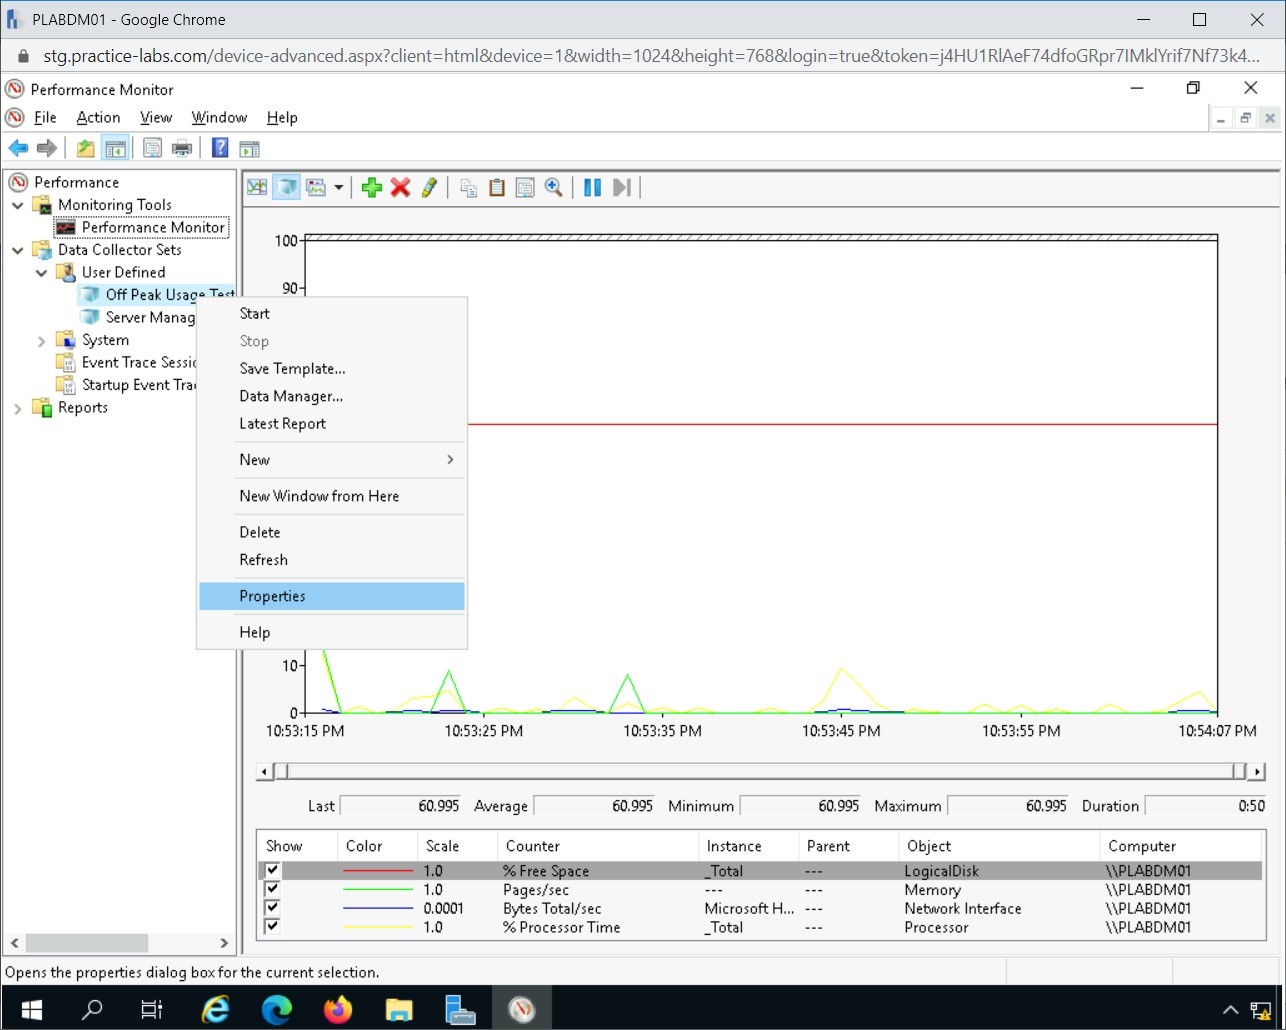 PLABDM01 - Google Chrome
stg.practice-labs.com/device-advanced.aspx?client=html&device=1&width=1024&height=768&login=true&token=j4HU1RlAeF74dfoGRpr7IMklYrif7Nf73k4...
Performance Monitor
File Action View Window Help
Performance
Monitoring Tools
Performance Monitor
Data Collector Sets
User Defined
Off Peak Usage Test
Server Manag
System
Event Trace Sessio
Startup Event Trac
Reports
Start
Stop
Save Template...
Data Manager...
Latest Report
New
New Window from Here
Delete
Refresh
Properties
Help
100
90
10
0
10:53:15 PM 10:53:25 PM 10:53:35 PM 10:53:45 PM 10:53:55 PM 10:54:07 PM
Last 60.995 Average 60.995 Minimum 60.995 Maximum 60.995 Duration 0:50
Show Color Scale Counter Instance Parent Object Computer
1.0 % Free Space _Total --- LogicalDisk \\PLABDM01
1.0 Pages/sec --- --- Memory \\PLABDM01
0.0001 Bytes Total/sec Microsoft H... --- Network Interface \\PLABDM01
1.0 % Processor Time _Total --- Processor \\PLABDM01
Opens the properties dialog box for the current selection.